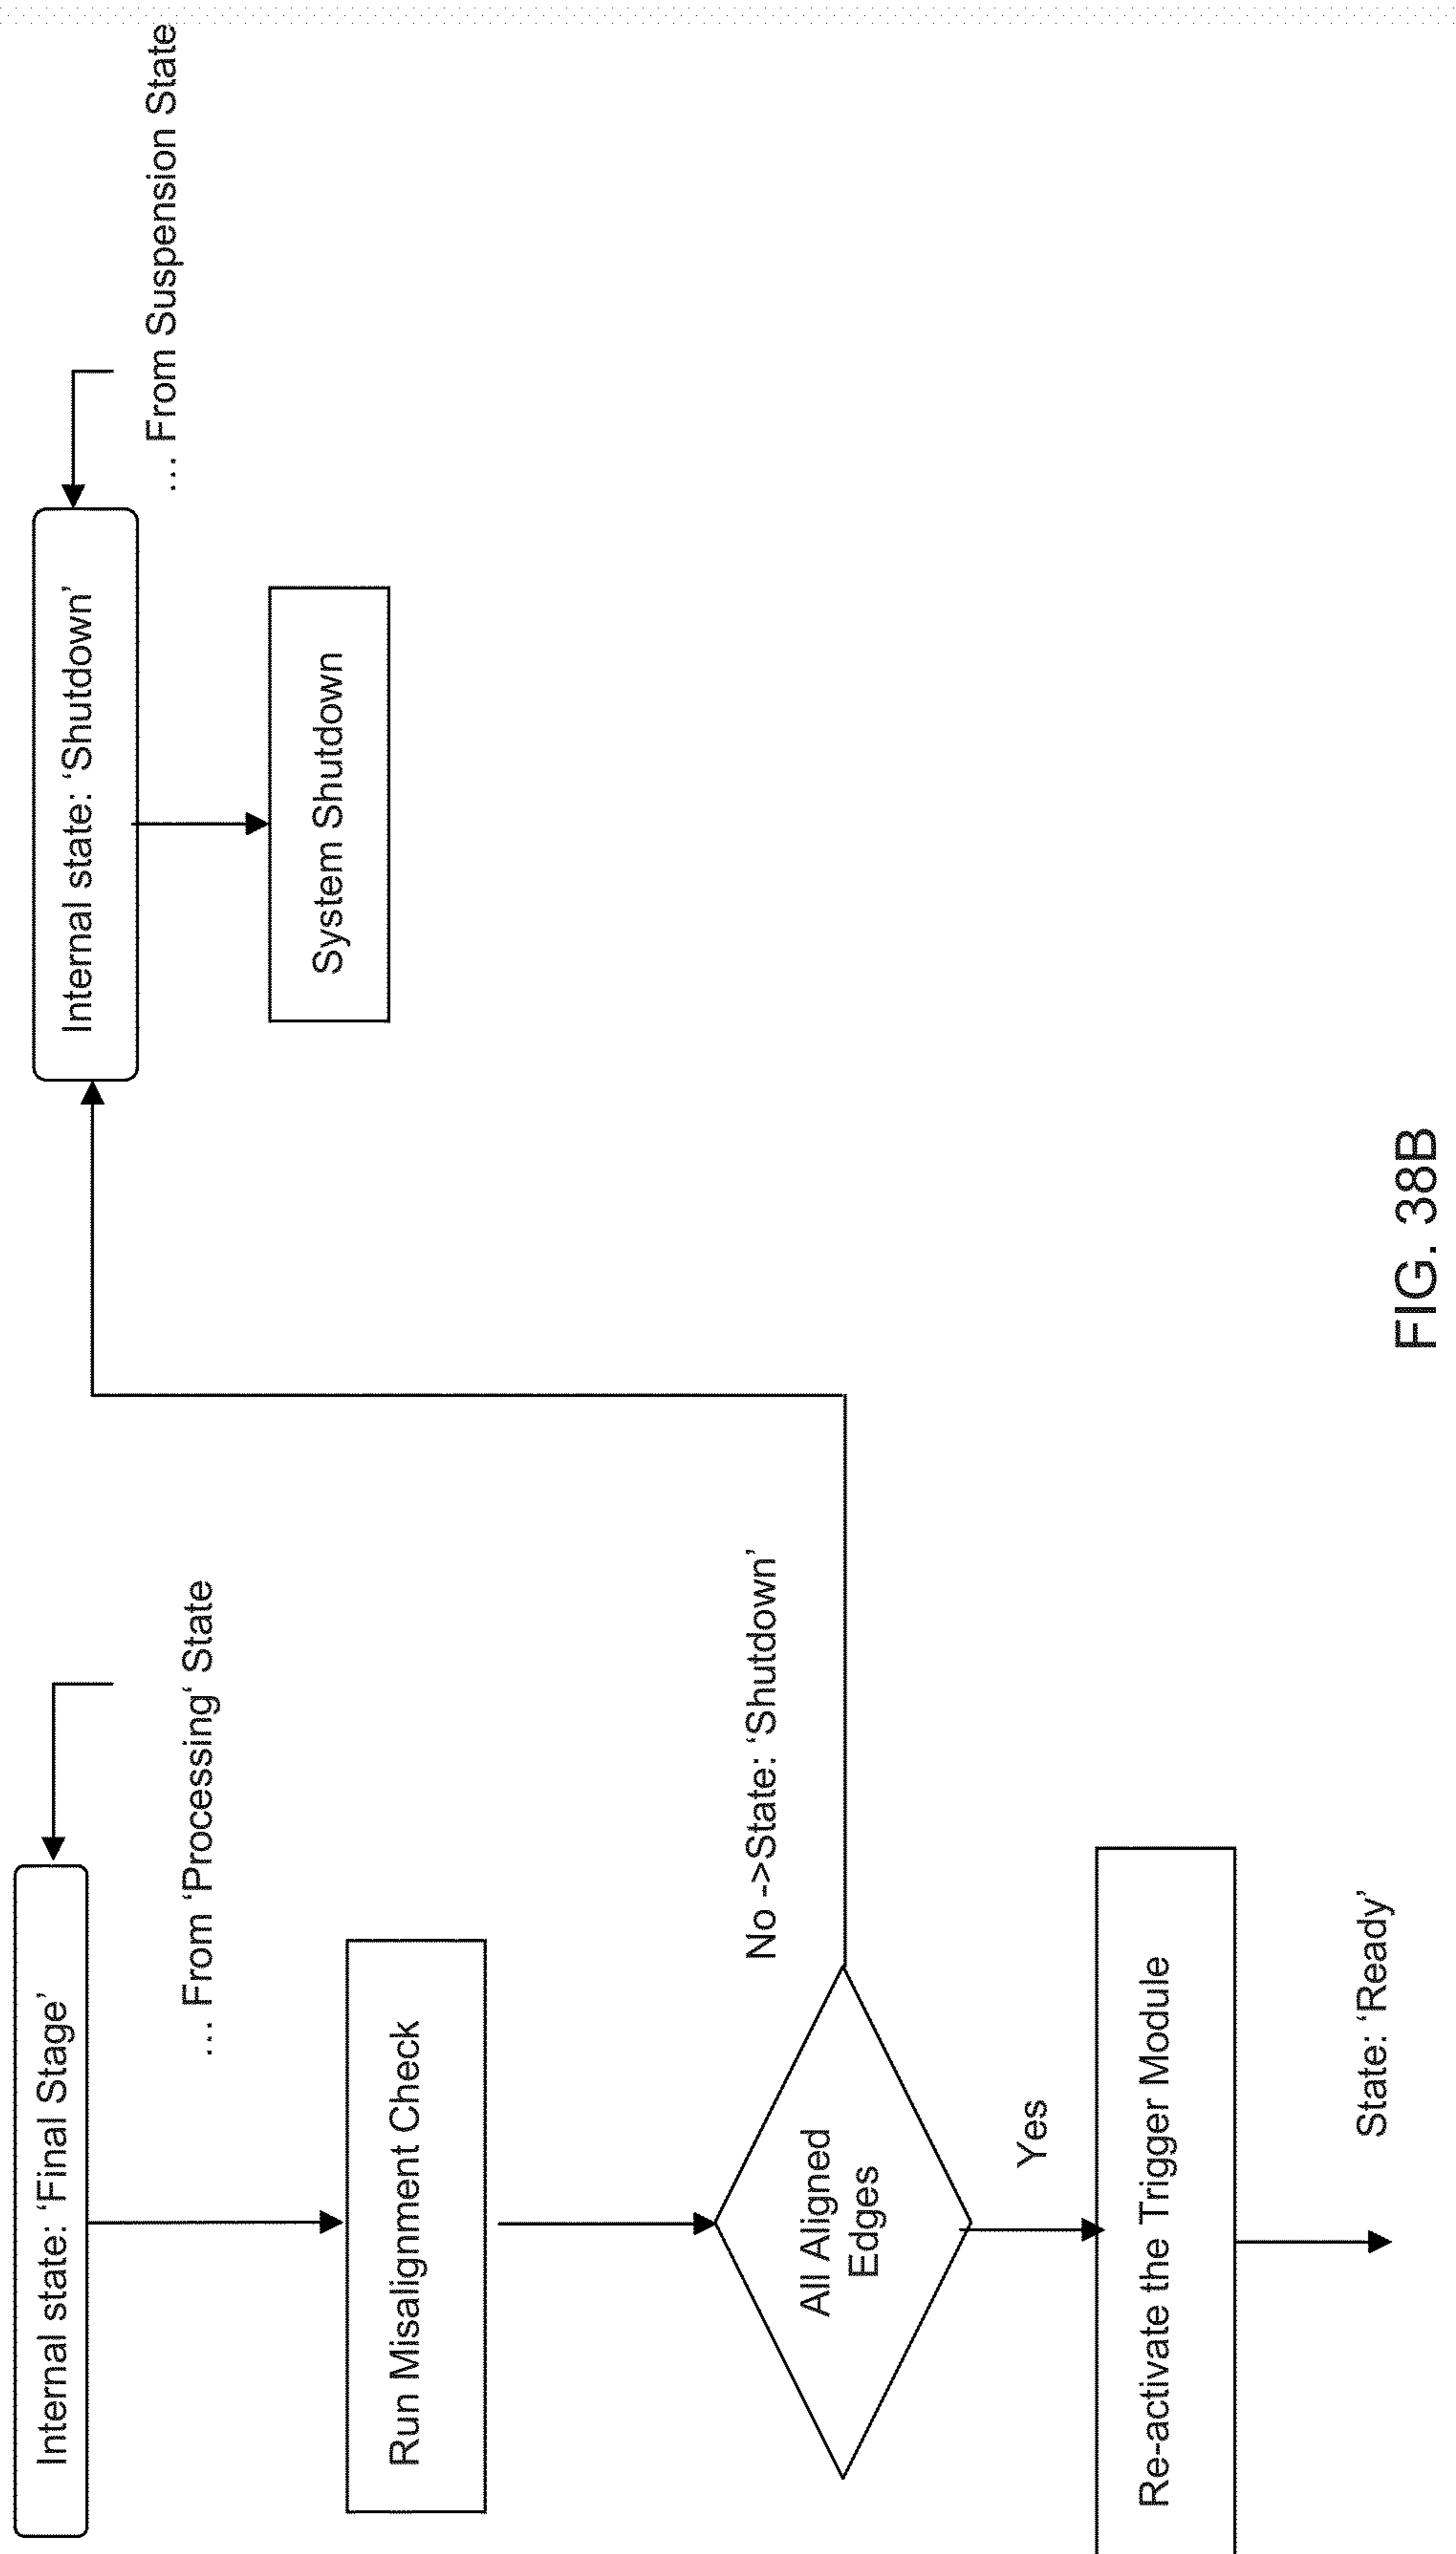 Internal state: ‘Final Stage’
... From ‘Processing‘ State
Run Misalignment Check
All Aligned
Edges
No ->State: ‘Shutdown’
Yes
Re-activate the Trigger Module
State: ‘Ready’
Internal state: ‘Shutdown’
... From Suspension State
System Shutdown
FIG. 38B